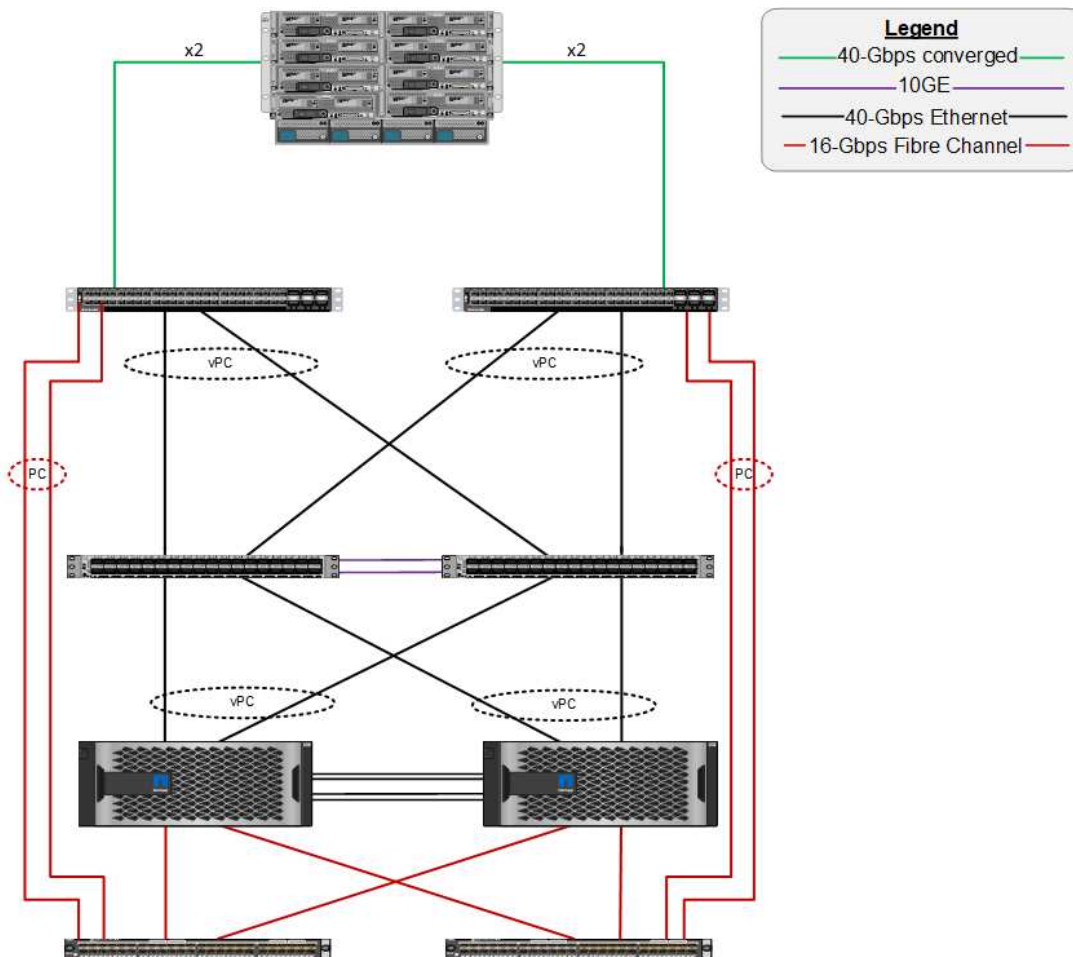 x2
x2
Legend
40-Gbps converged
10GE
40-Gbps Ethernet
16-Gbps Fibre Channel
vPC
vPC
PC
PC
vPC
vPC